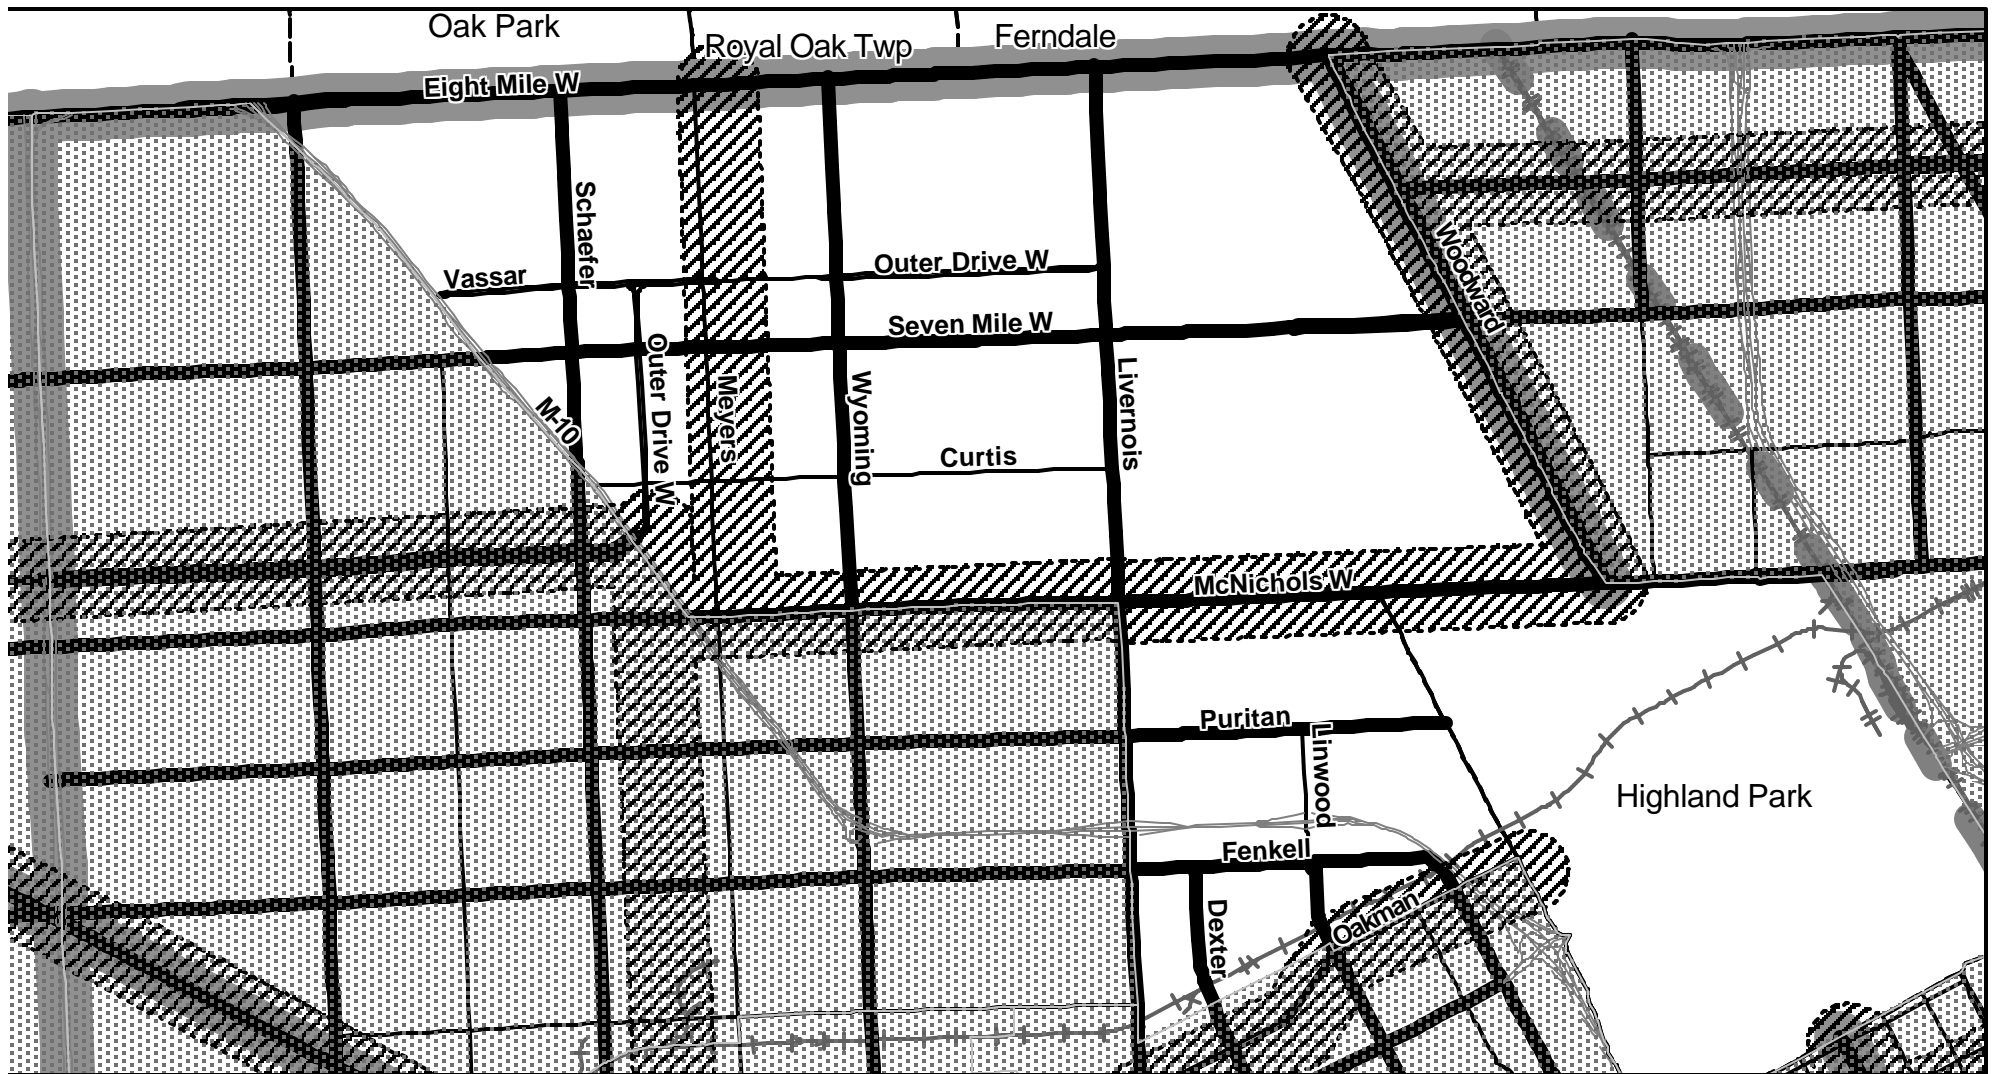 Oak Park
Royal Oak Twp
Ferndale
Eight Mile W
Schaefer
Woodward
Vassar
Outer Drive W
Seven Mile W
Outer Drive W
Meyers
Wyoming
Livernois
M-10
Curtis
McNichols W
Puritan
Linwood
Highland Park
Fenkell
Dexter
Oakman